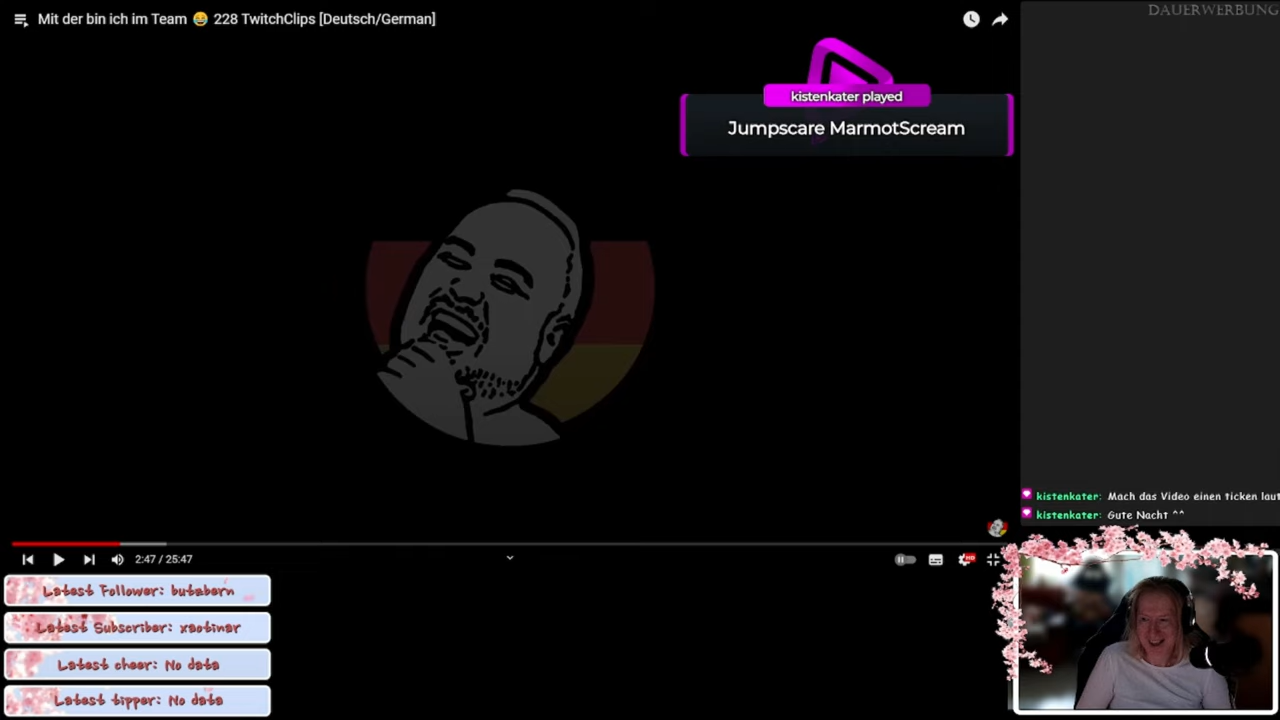 Mit der bin ich im Team 😂 228 TwitchClips [Deutsch/German]
DAUERWERBUNG
kistenkater played
Jumpscare MarmotScream
kistenkater: Mach das Video einen ticken laut
kistenkater: Gute Nacht ^^
2:47 / 25:47
HD
Latest Follower: butabern
Latest Subscriber: xaotinar
Latest cheer: No data
Latest tipper: No data